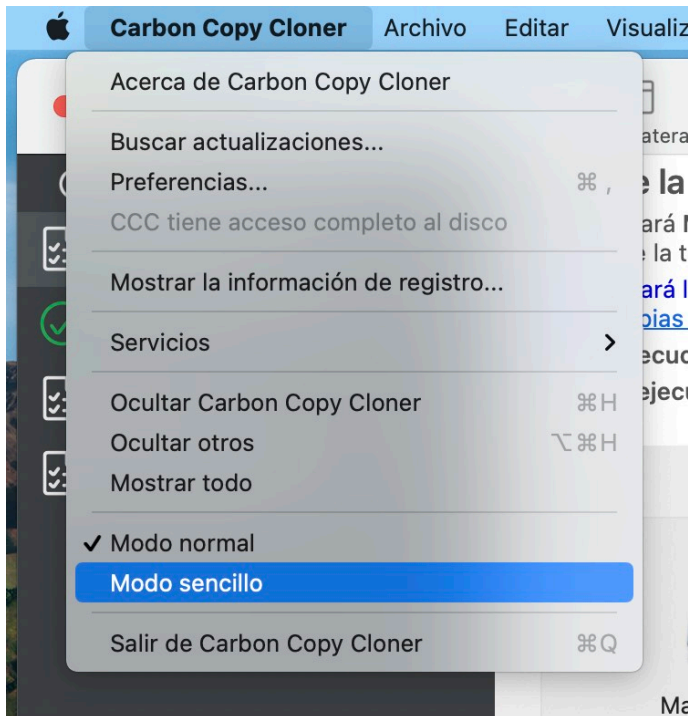 Carbon Copy Cloner Archivo Editar
Acerca de Carbon Copy Cloner
Buscar actualizaciones...
Preferencias... ⌘ ,
CCC tiene acceso completo al disco
Mostrar la información de registro...
Servicios
Ocultar Carbon Copy Cloner ⌘H
Ocultar otros ⌥⌘H
Mostrar todo
✓ Modo normal
Modo sencillo
Salir de Carbon Copy Cloner ⌘Q